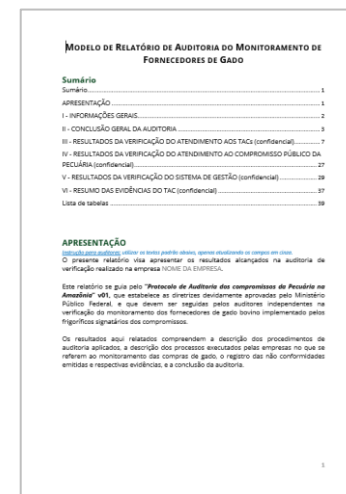 MODELO DE RELATÓRIO DE AUDITORIA DO MONITORAMENTO DE
FORNECEDORES DE GADO
Sumário
Sumário 1
APRESENTAÇÃO 1
I - INFORMAÇÕES GERAIS 2
II - CONCLUSÃO GERAL DA AUDITORIA 3
III - RESULTADOS DA VERIFICAÇÃO DO ATENDIMENTO AOS TACs (confidencial) 7
IV - RESULTADOS DA VERIFICAÇÃO DO ATENDIMENTO AO COMPROMISSO PÚBLICO DA
PECUÁRIA (confidencial) 27
V - RESULTADOS DA VERIFICAÇÃO DO SISTEMA DE GESTÃO (confidencial) 28
VI - RESUMO DAS EVIDÊNCIAS DO TAC (confidencial) 37
Lista de tabelas 39
APRESENTAÇÃO
Instrução para auditores: utilizar os textos padrão abaixo, apenas atualizando os campos em cinza.
O presente relatório visa apresentar os resultados alcançados na auditoria de
verificação realizado na empresa NOME DA EMPRESA.
Este relatório se guia pelo "Protocolo de Auditoria dos compromissos da Pecuária na
Amazônia" v01, que estabelece as diretrizes devidamente aprovadas pelo Ministério
Público Federal, e que devem ser seguidas pelos auditores independentes na
verificação do monitoramento dos fornecedores de gado bovino implementado pelos
frigoríficos signatários dos compromissos.
Os resultados aqui relatados compreendem a descrição dos procedimentos de
auditoria aplicados, a descrição dos processos executados pelas empresas no que se
referem ao monitoramento das compras de gado, o registro das não conformidades
emitidas e respectivas evidências, e a conclusão da auditoria.
1